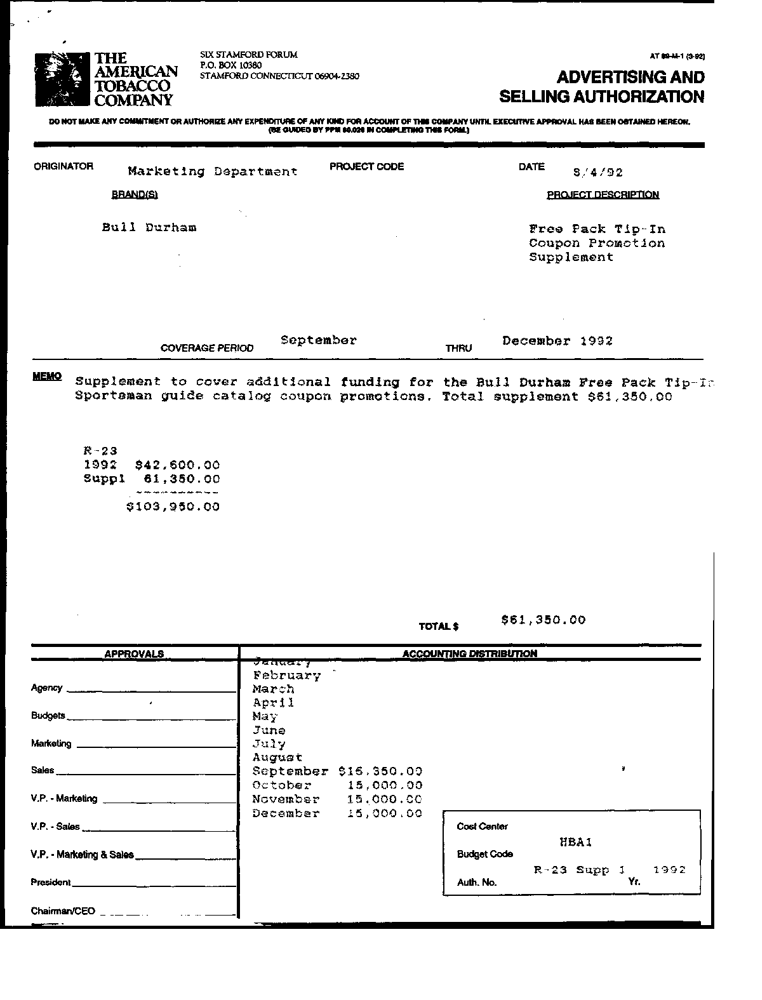 THE
AMERICAN
TOBACCO
COMPANY
SIX STAMFORD FORUM
P.O. BOX 10380
STAMFORD CONNECTICUT 06904-2380
AT 89-M-1 (3-92)
ADVERTISING AND
SELLING AUTHORIZATION
DO NOT MAKE ANY COMMITMENT OR AUTHORIZE ANY EXPENDITURE OF ANY KIND FOR ACCOUNT OF THIS COMPANY UNTIL EXECUTIVE APPROVAL HAS BEEN OBTAINED HEREON.
(BE GUIDED BY PPM 80.026 IN COMPLETING THIS FORM.)
ORIGINATOR Marketing Department PROJECT CODE DATE 8/4/92
BRAND(S) PROJECT DESCRIPTION
Bull Durham Free Pack Tip-In
Coupon Promotion
Supplement
COVERAGE PERIOD September THRU December 1992
MEMO Supplement to cover additional funding for the Bull Durham Free Pack Tip-In
Sportsman guide catalog coupon promotions. Total supplement $61,350.00
R-23
1992 $42,600.00
Suppl 61,350.00
----------
$103,950.00
TOTAL $ $61,350.00
APPROVALS ACCOUNTING DISTRIBUTION
January
February
Agency March
April
Budgets May
June
Marketing July
August
Sales September $16,350.00
October 15,000.00
V.P. - Marketing November 15,000.00
December 15,000.00
V.P. - Sales Cost Center
HBA1
V.P. - Marketing & Sales Budget Code
R-23 Supp 1 1992
President Auth. No. Yr.
Chairman/CEO